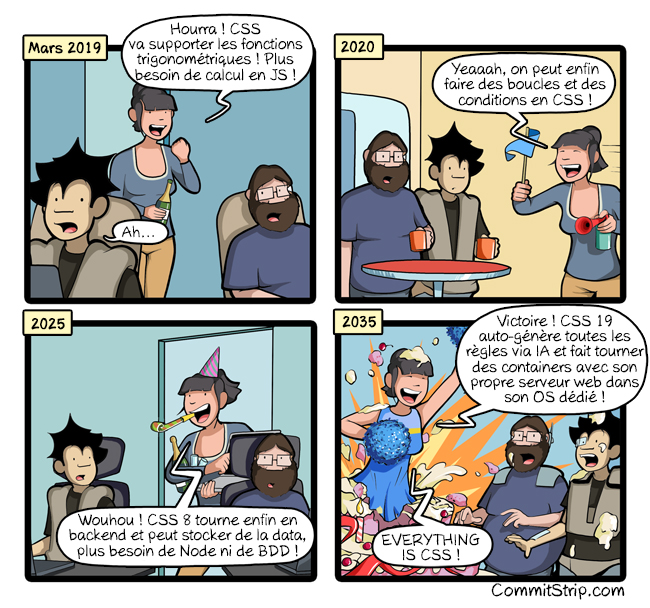 Mars 2019
Hourra ! CSS
va supporter les fonctions
trigonométriques ! Plus
besoin de calcul en JS !
Ah...
2020
Yeaaah, on peut enfin
faire des boucles et des
conditions en CSS !
2025
Wouhou ! CSS 8 tourne enfin en
backend et peut stocker de la data,
plus besoin de Node ni de BDD !
2035
Victoire ! CSS 19
auto-génère toutes les
règles via IA et fait tourner
des containers avec son
propre serveur web dans
son OS dédié !
EVERYTHING
IS CSS !
CommitStrip.com